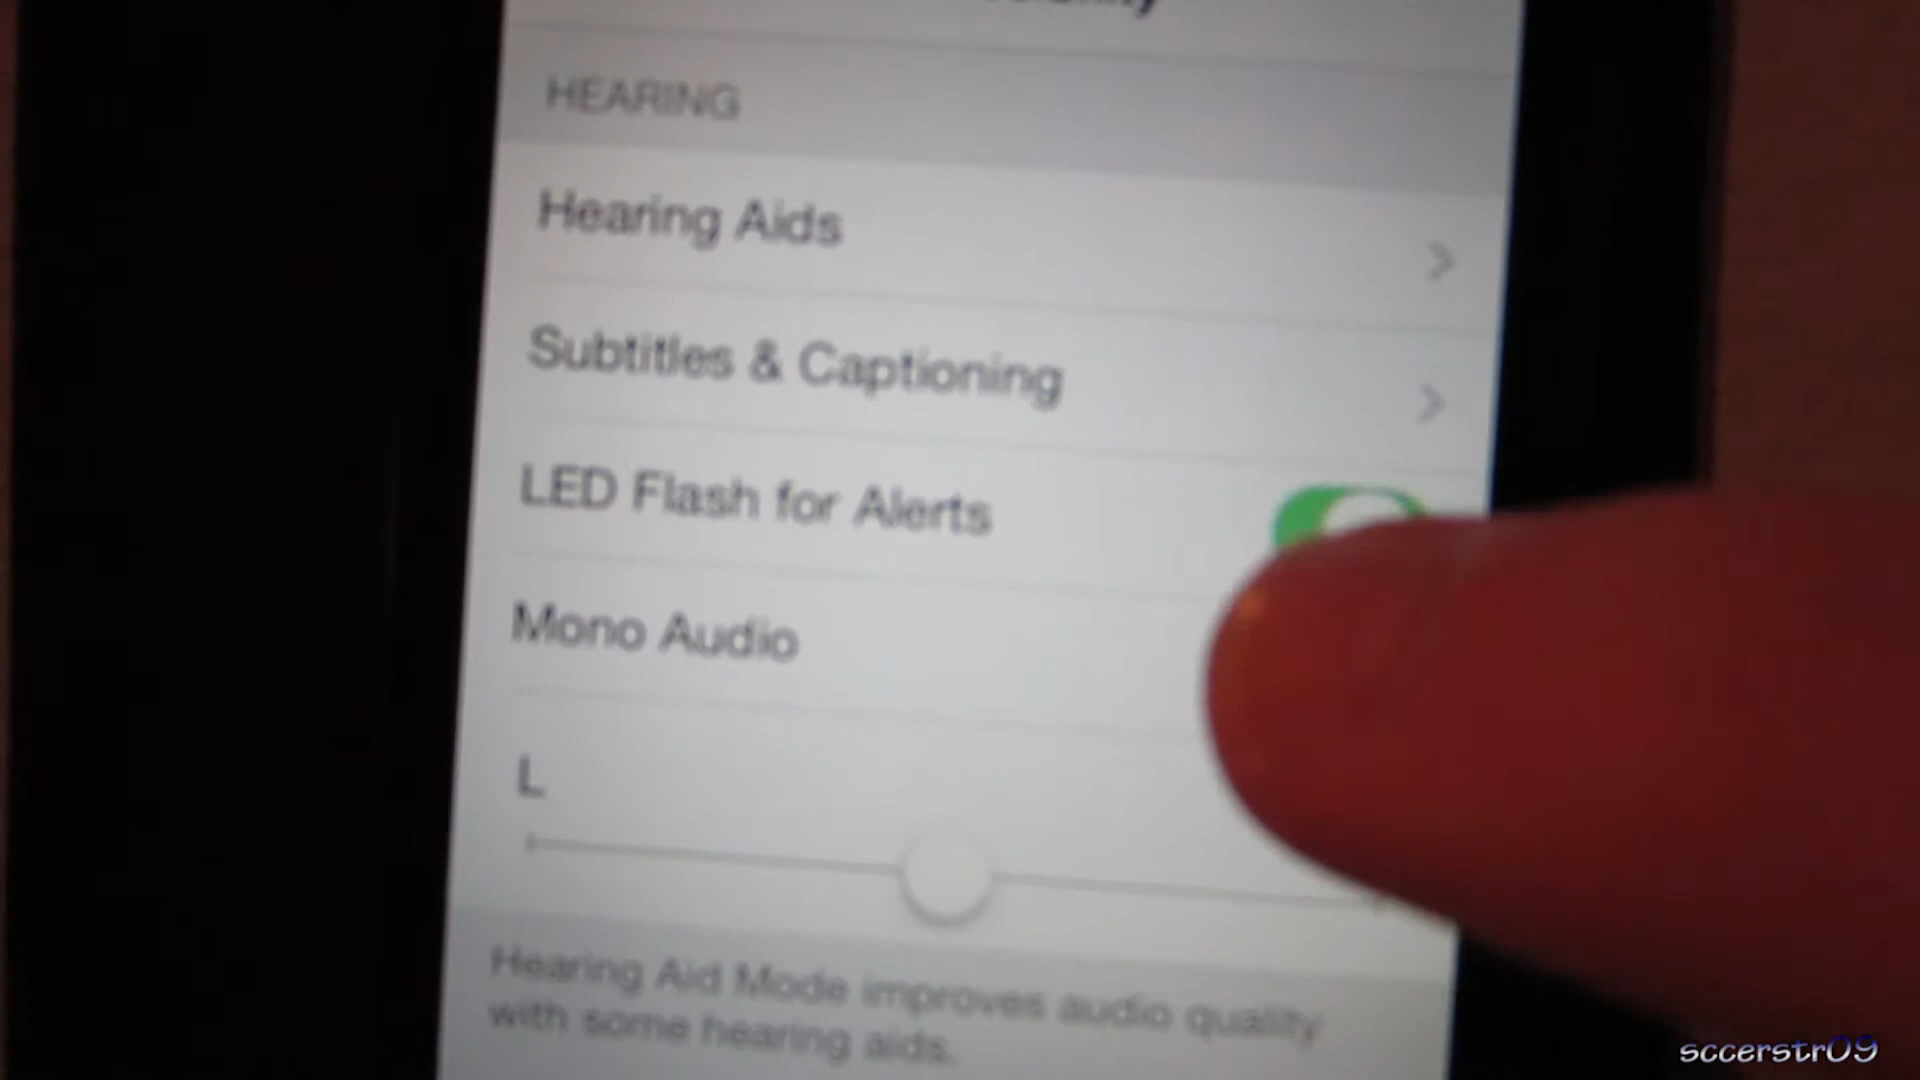 HEARING
Hearing Aids
Subtitles & Captioning
LED Flash for Alerts
Mono Audio
L
Hearing Aid Mode improves audio quality
with some hearing aids.
sccerstr09